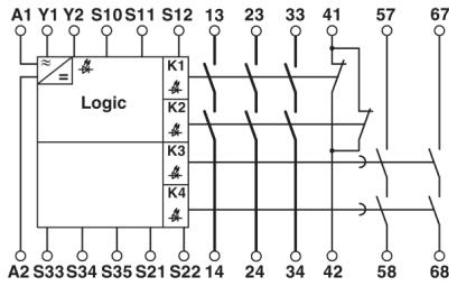 A1 Y1 Y2 S10 S11 S12 13 23 33 41 57 67
≈
=
K1
Logic
K2
K3
K4
A2 S33 S34 S35 S21 S22 14 24 34 42 58 68